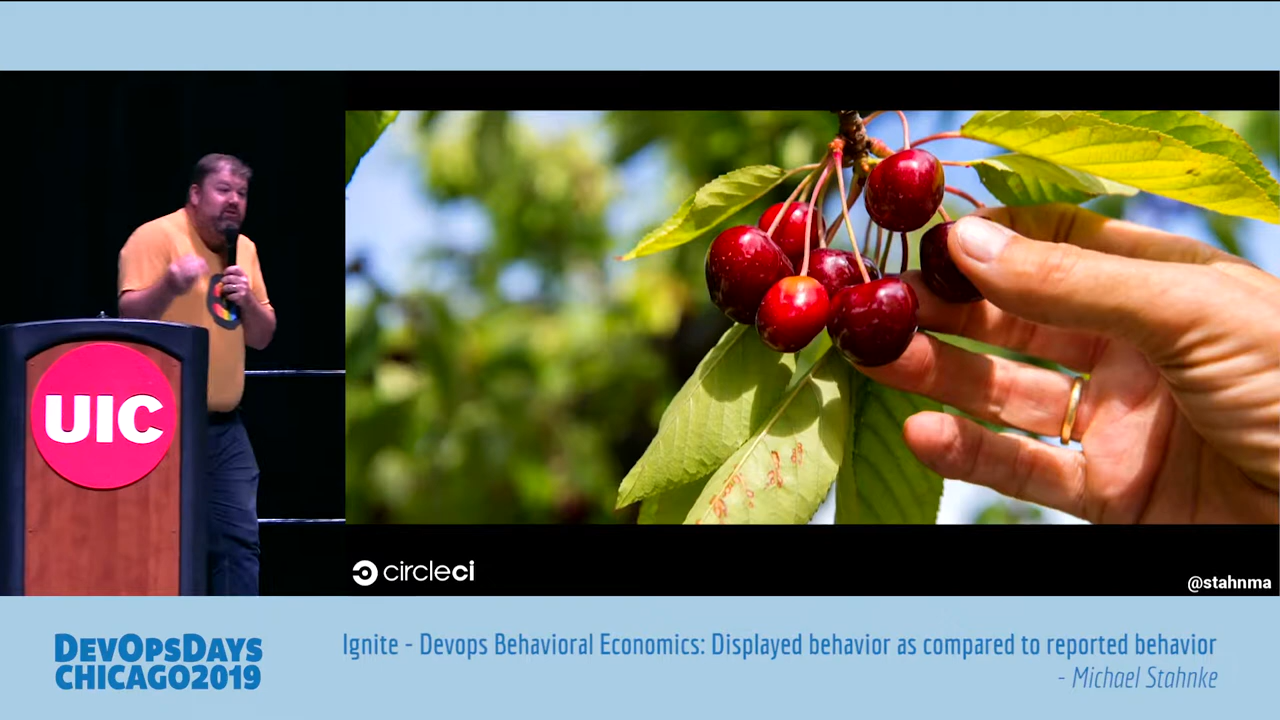 UIC
circleci
@stahnma
DEVOPSDAYS
CHICAGO2019
Ignite - Devops Behavioral Economics: Displayed behavior as compared to reported behavior
- Michael Stahnke